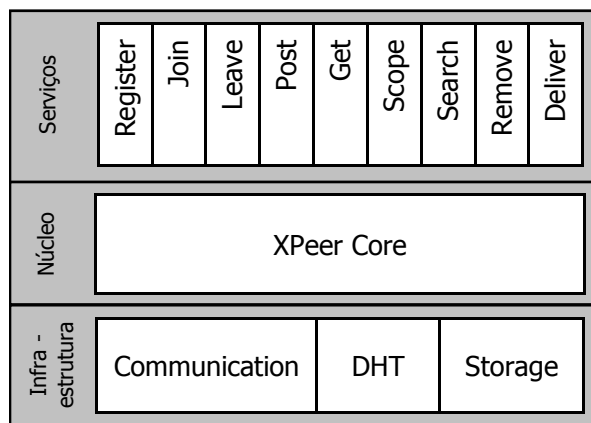 Serviços
Register
Join
Leave
Post
Get
Scope
Search
Remove
Deliver
Núcleo
XPeer Core
Infra -
estrutura
Communication
DHT
Storage